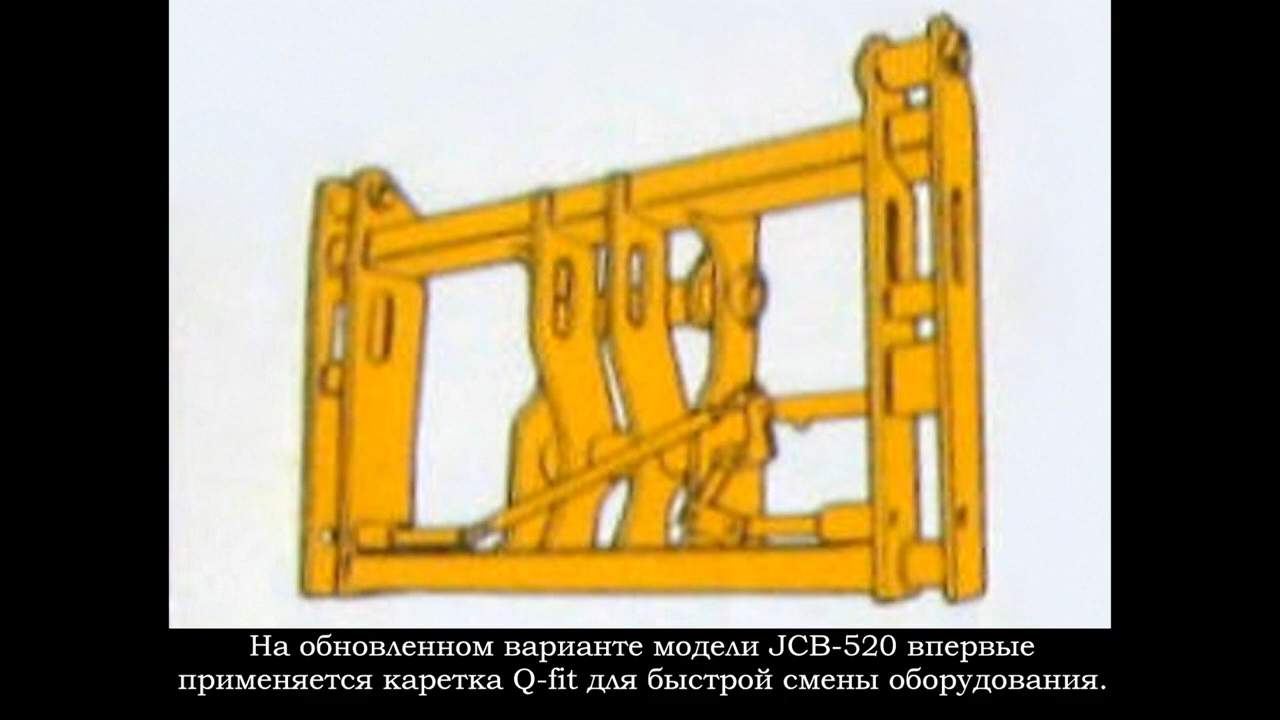 На обновленном варианте модели JCB-520 впервые
применяется каретка Q-fit для быстрой смены оборудования.